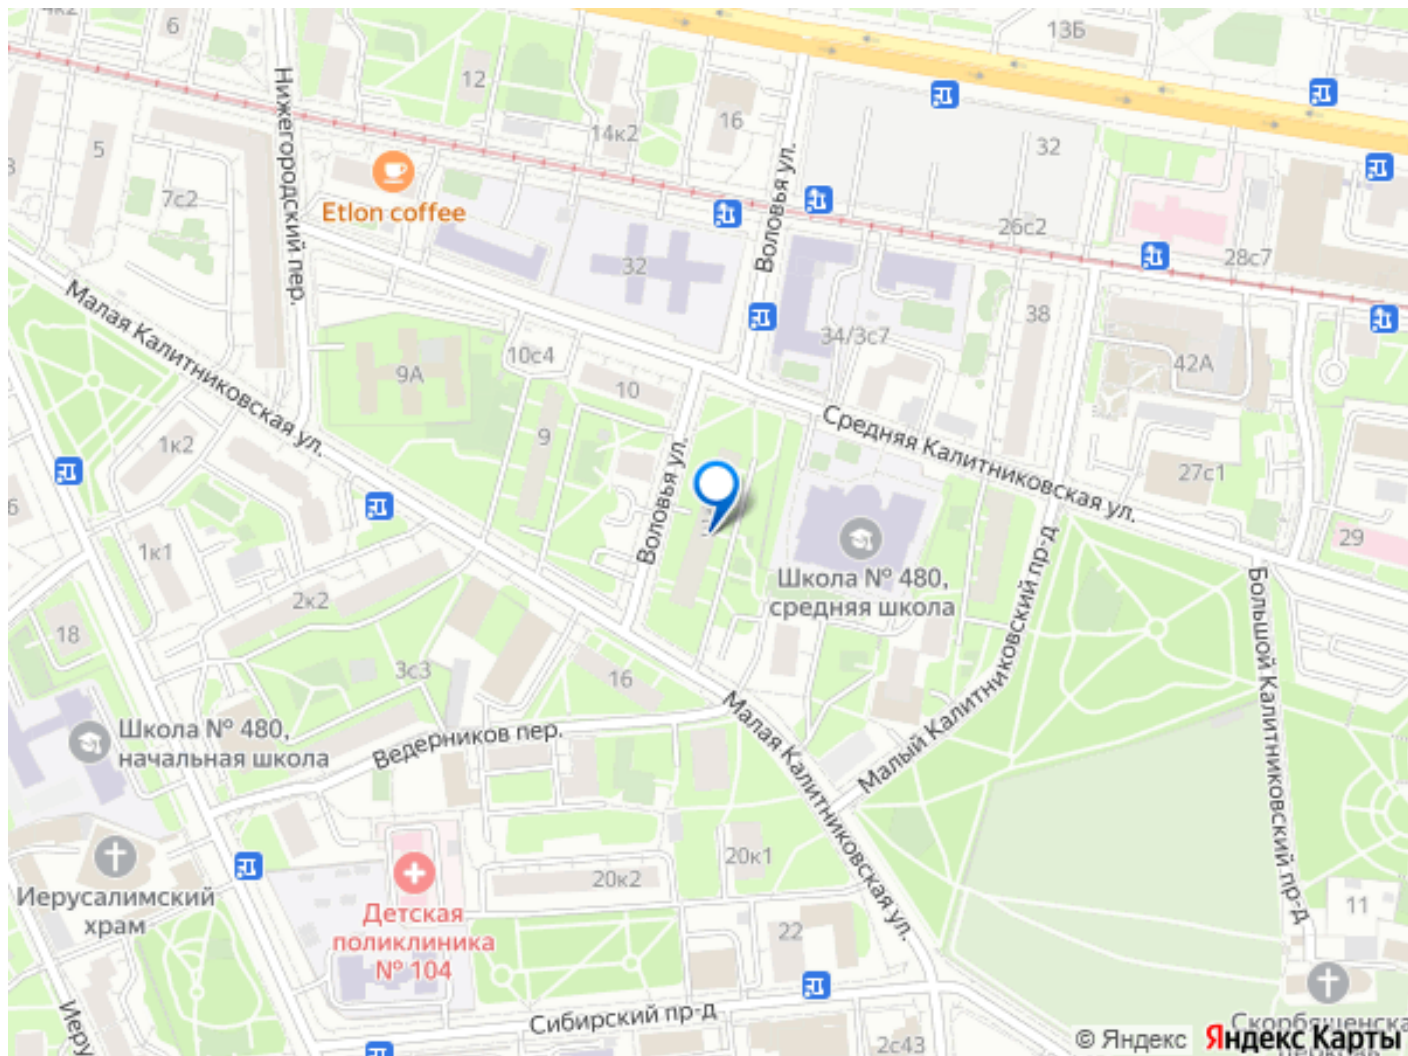 4к2
6
13Б
12
14к2
16
32
5
7с2
Нижегородский пер.
Etlon coffee
Воловья ул.
26с2
28с7
32
34/3с7
38
42А
Малая Калитниковская ул.
9А
10с4
10
9
Средняя Калитниковская ул.
27с1
29
1к2
1к1
2к2
Воловья ул.
Школа № 480,
средняя школа
Малый Калитниковский пр-д
Большой Калитниковский пр-д
18
3с3
16
Школа № 480,
начальная школа
Ведерников пер.
Малая Калитниковская ул.
20к1
20к2
Иерусалимский
храм
Детская
поликлиника
№ 104
22
11
Сибирский пр-д
2с43
Иеру
Скорбященска
© Яндекс
Яндекс Карты